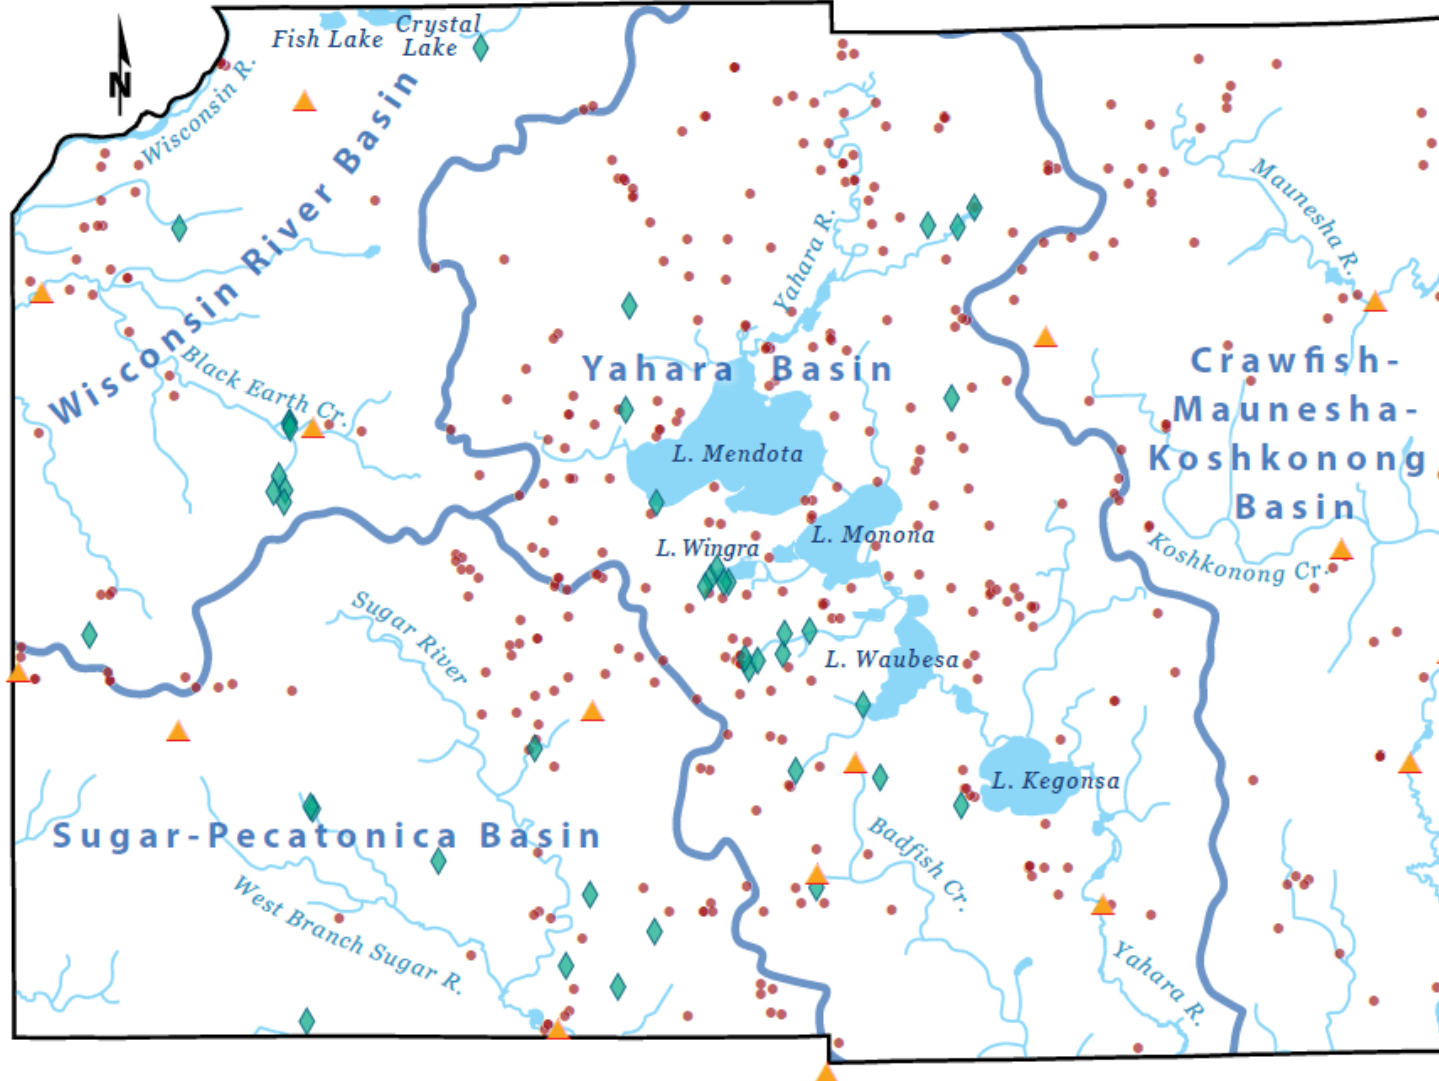 Fish Lake
Crystal
Lake
N
Wisconsin R.
Wisconsin River Basin
Maunesha R.
Yahara R.
Black Earth Cr.
Yahara Basin
Crawfish-
Maunesha-
Koshkonong
Basin
L. Mendota
L. Monona
L. Wingra
Koshkonong Cr.
Sugar River
L. Waubesa
L. Kegonsa
Sugar-Pecatonica Basin
Badfish Cr.
West Branch Sugar R.
Yahara R.